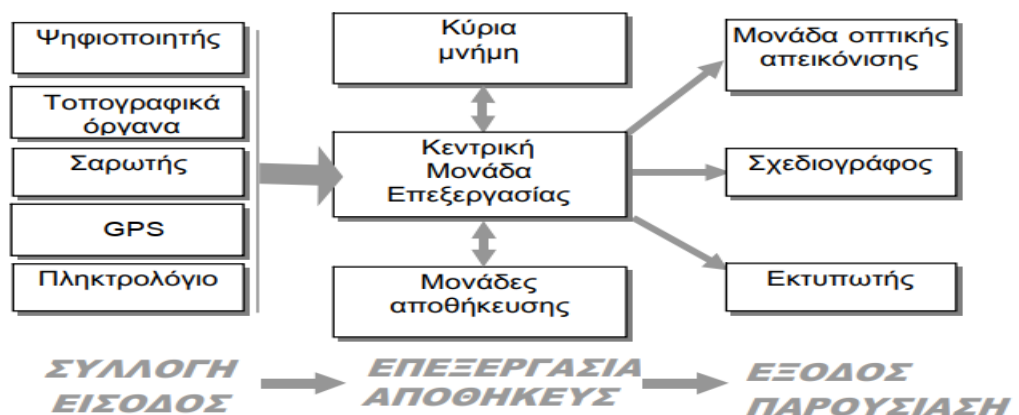 Ψηφιοποιητής
Τοπογραφικά
όργανα
Σαρωτής
GPS
Πληκτρολόγιο
Κύρια
μνήμη
Κεντρική
Μονάδα
Επεξεργασίας
Μονάδες
αποθήκευσης
Μονάδα οπτικής
απεικόνισης
Σχεδιογράφος
Εκτυπωτής
ΣΥΛΛΟΓΗ
ΕΙΣΟΔΟΣ
ΕΠΕΞΕΡΓΑΣΙΑ
ΑΠΟΘΗΚΕΥΣ
ΕΞΟΔΟΣ
ΠΑΡΟΥΣΙΑΣΗ